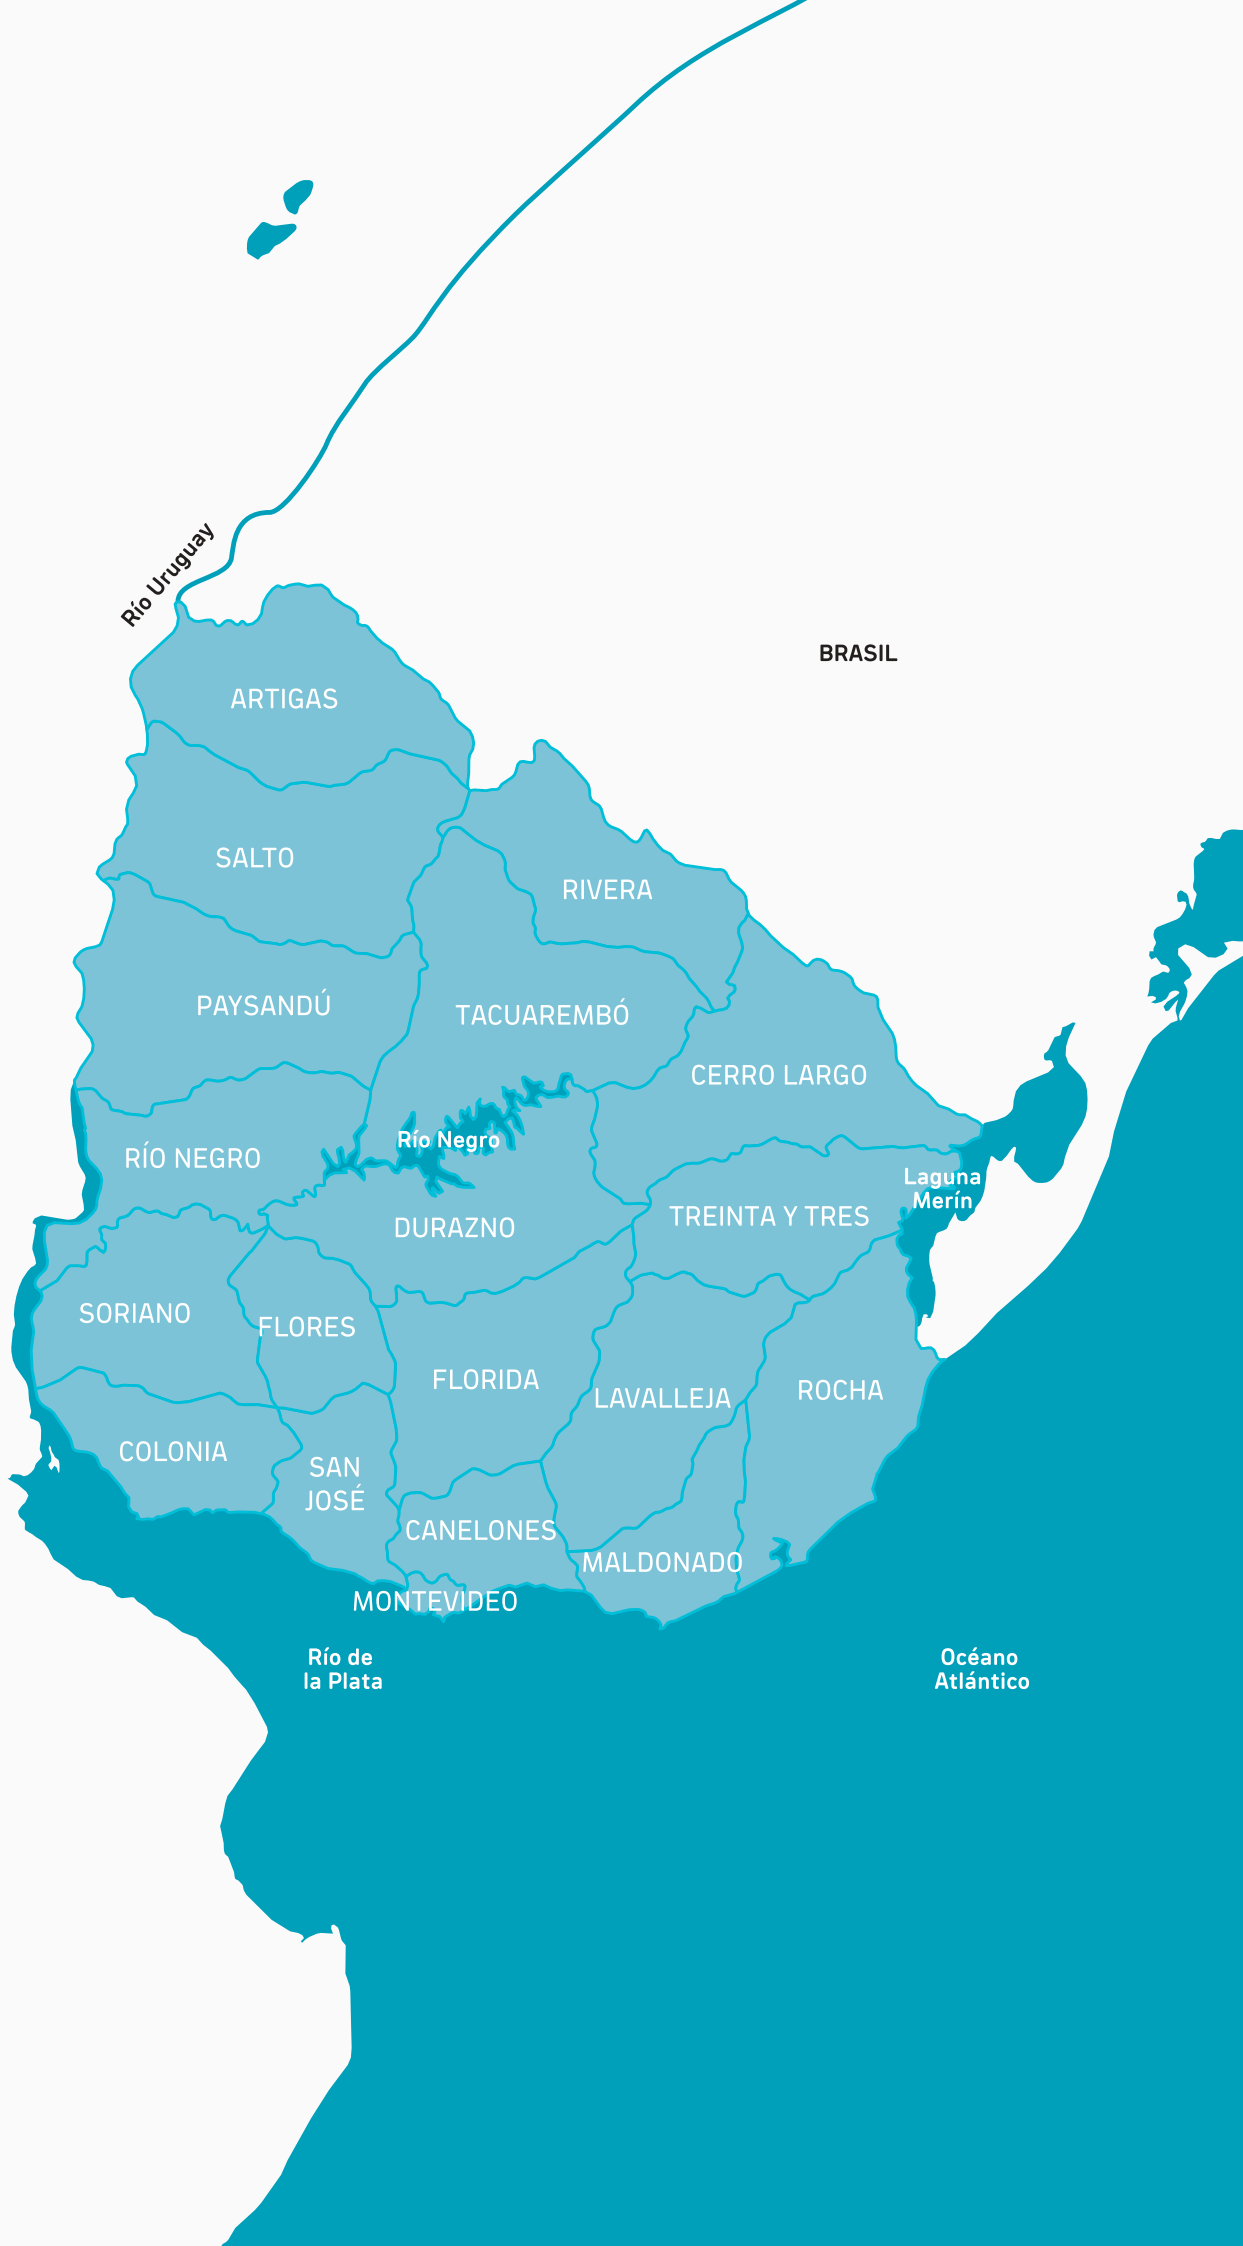 Río Uruguay
BRASIL
ARTIGAS
SALTO
RIVERA
PAYSANDÚ
TACUAREMBÓ
CERRO LARGO
Río Negro
RÍO NEGRO
Laguna
Merín
TREINTA Y TRES
DURAZNO
SORIANO
FLORES
FLORIDA
LAVALLEJA
ROCHA
COLONIA
SAN
JOSÉ
CANELONES
MALDONADO
MONTEVIDEO
Río de
la Plata
Océano
Atlántico